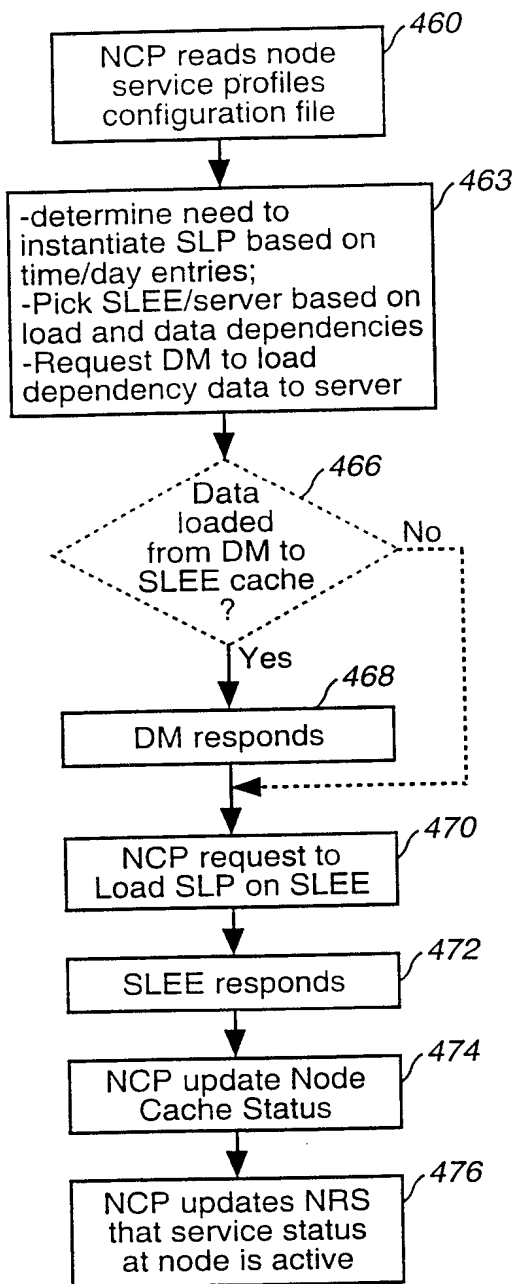 460
NCP reads node
service profiles
configuration file
463
-determine need to
instantiate SLP based on
time/day entries;
-Pick SLEE/server based on
load and data dependencies
-Request DM to load
dependency data to server
466
Data
loaded
from DM to
SLEE cache
?
No
Yes
468
DM responds
470
NCP request to
Load SLP on SLEE
472
SLEE responds
474
NCP update Node
Cache Status
476
NCP updates NRS
that service status
at node is active